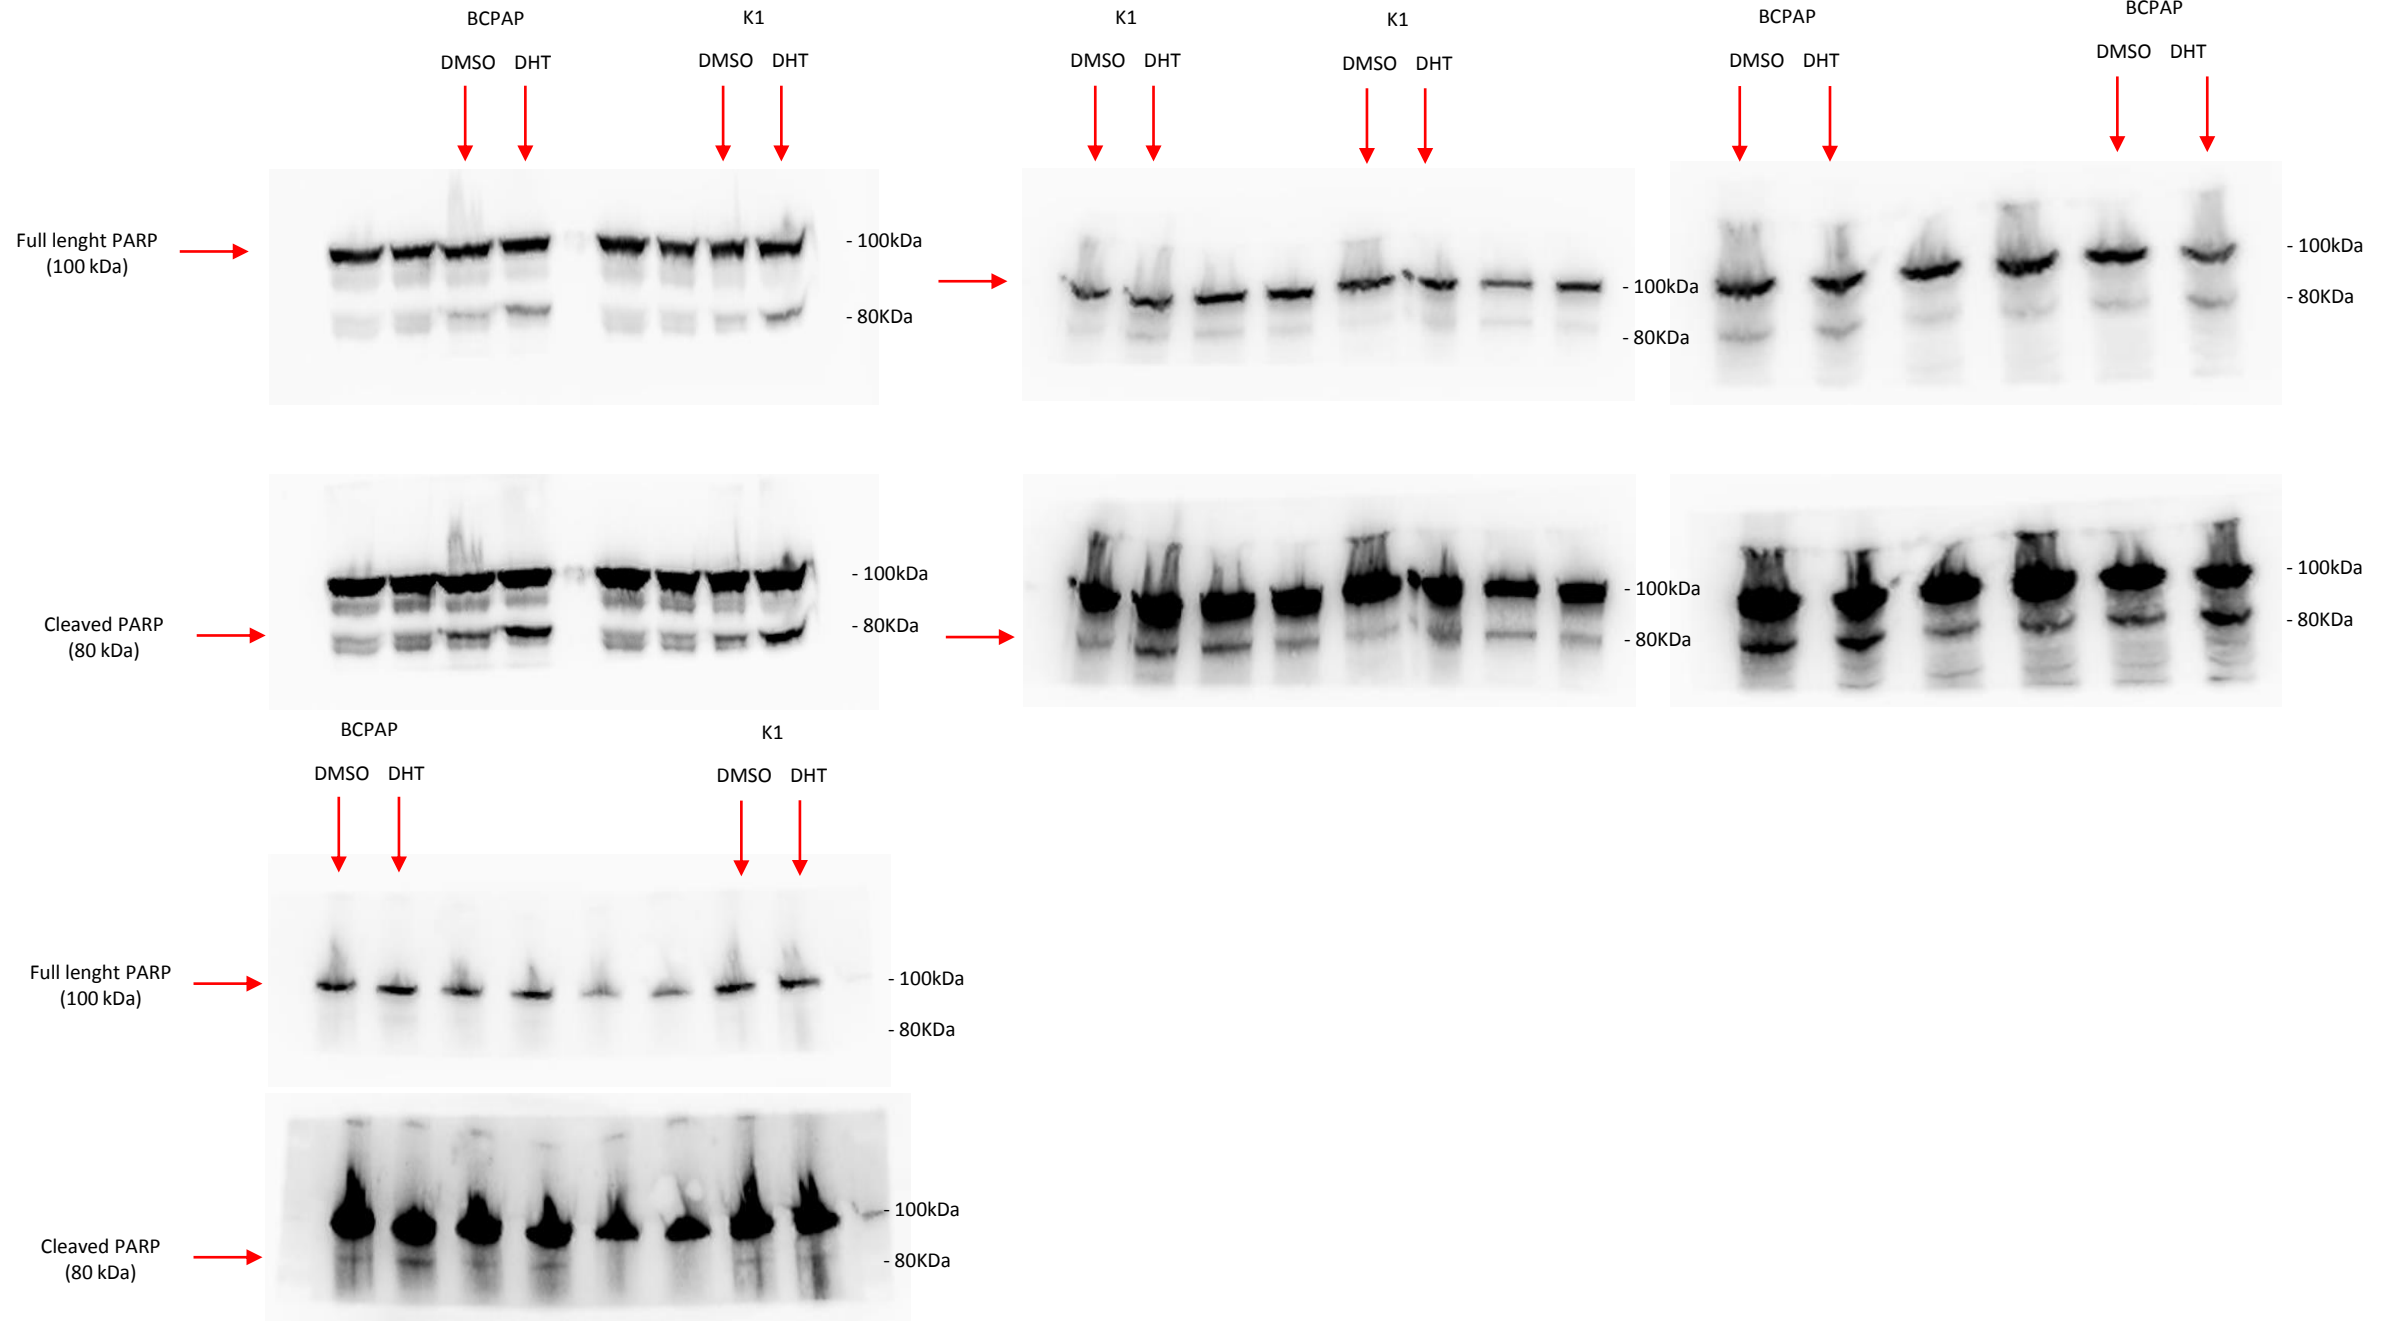 BCPAP
K1
DMSO DHT
DMSO DHT
K1
K1
DMSO DHT
DMSO DHT
BCPAP
BCPAP
DMSO DHT
DMSO DHT
Full lenght PARP
(100 kDa)
- 100kDa
- 80KDa
- 100kDa
- 80KDa
- 100kDa
- 80KDa
Cleaved PARP
(80 kDa)
- 100kDa
- 80KDa
- 100kDa
- 80KDa
- 100kDa
- 80KDa
BCPAP
K1
DMSO DHT
DMSO DHT
Full lenght PARP
(100 kDa)
- 100kDa
- 80KDa
Cleaved PARP
(80 kDa)
- 100kDa
- 80KDa